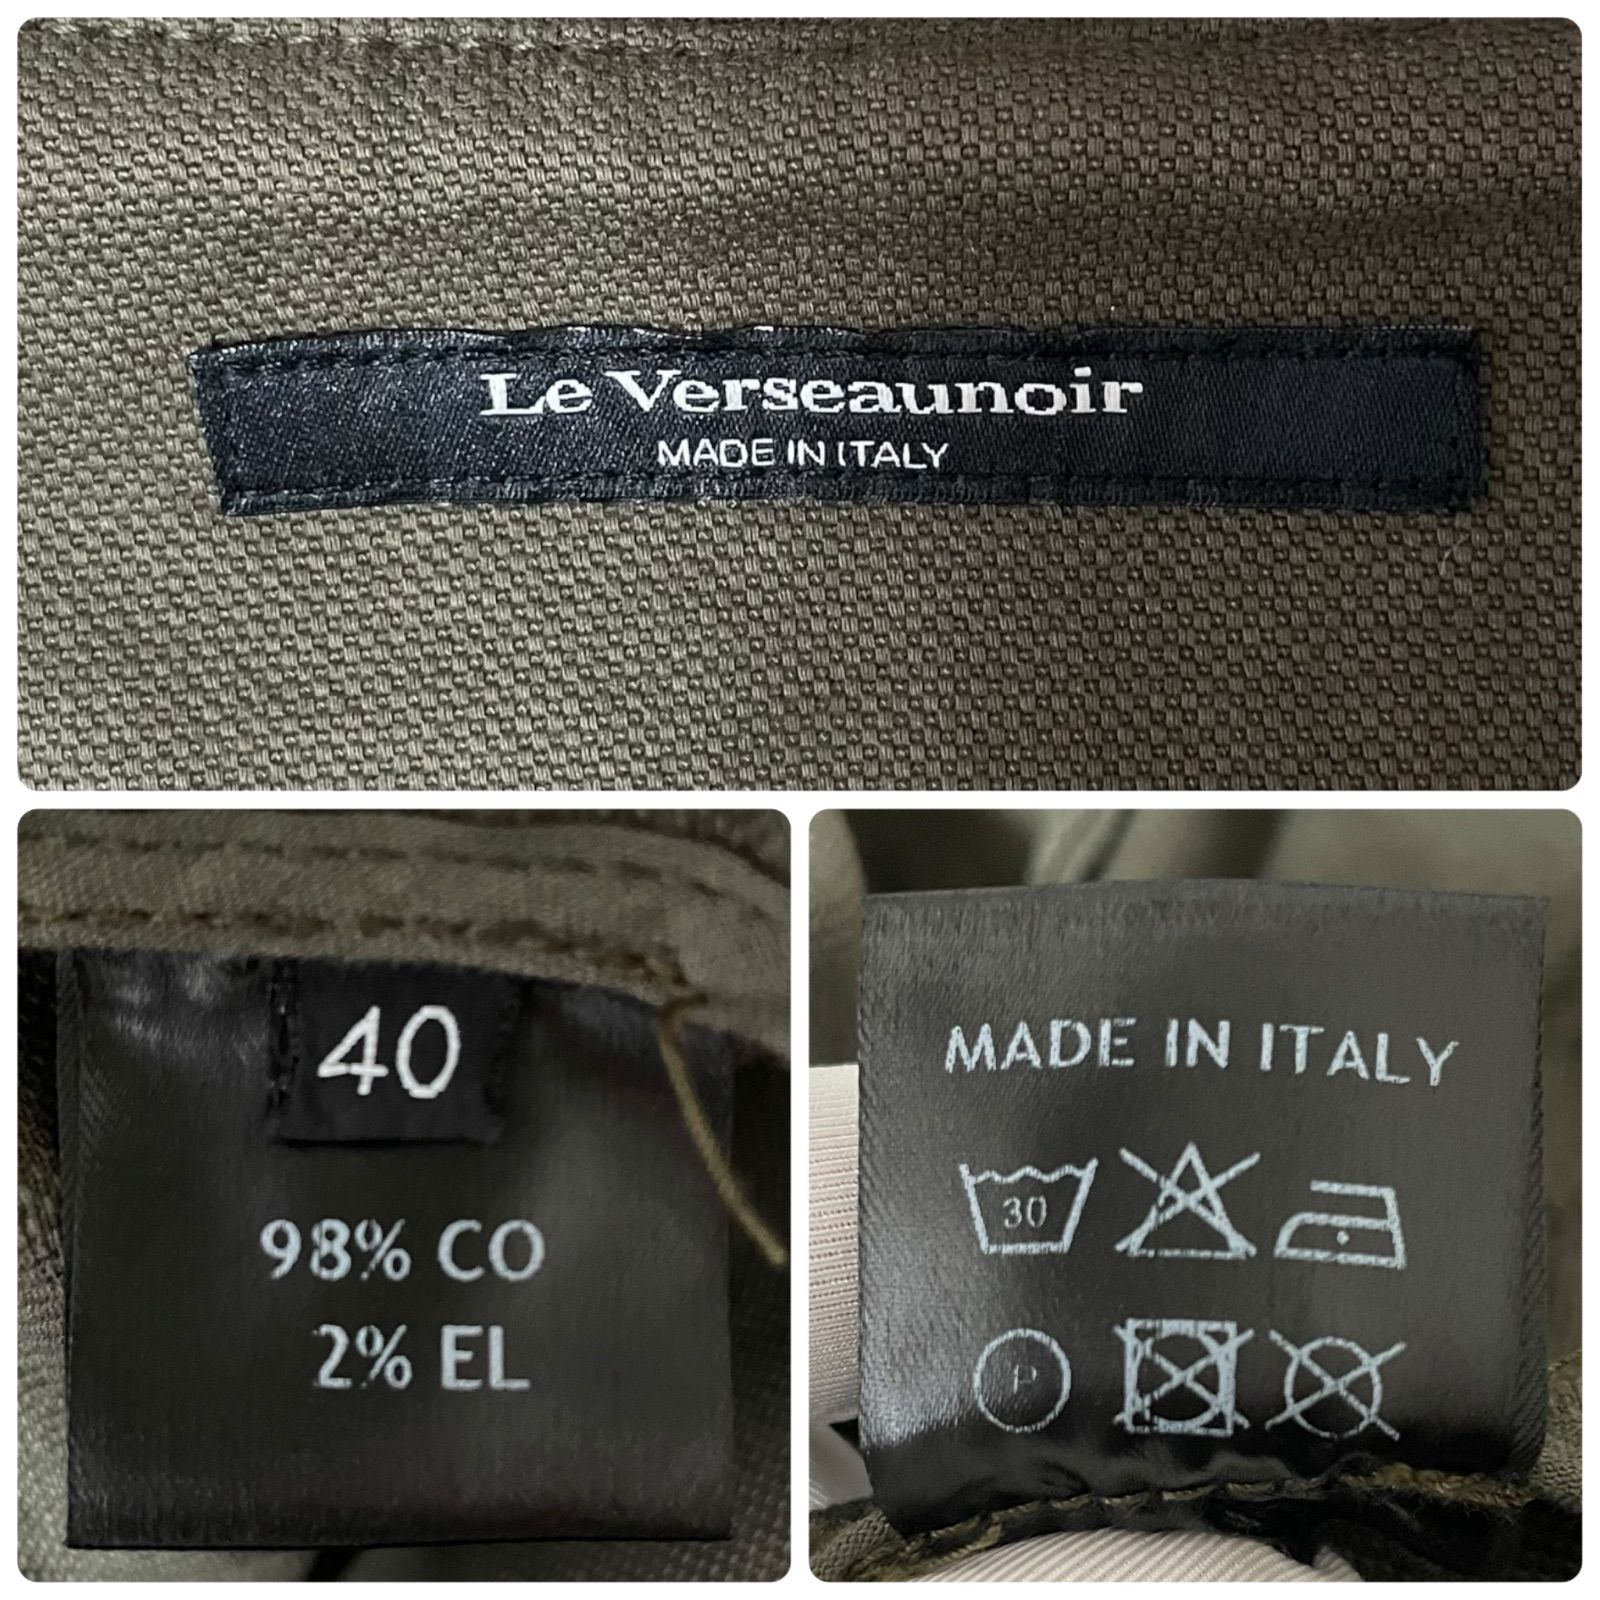 Le Verseaunoir
MADE IN ITALY
40
98% CO
2% EL
MADE IN ITALY
30
P